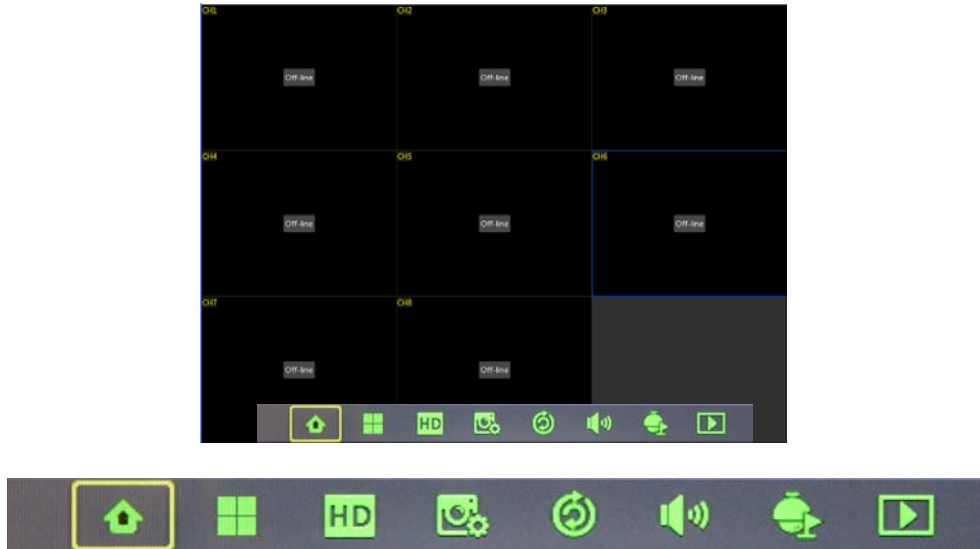 CH1 CH2 CH3
Off-line Off-line Off-line
CH4 CH5 CH6
Off-line Off-line Off-line
CH7 CH8
Off-line Off-line
HD
HD